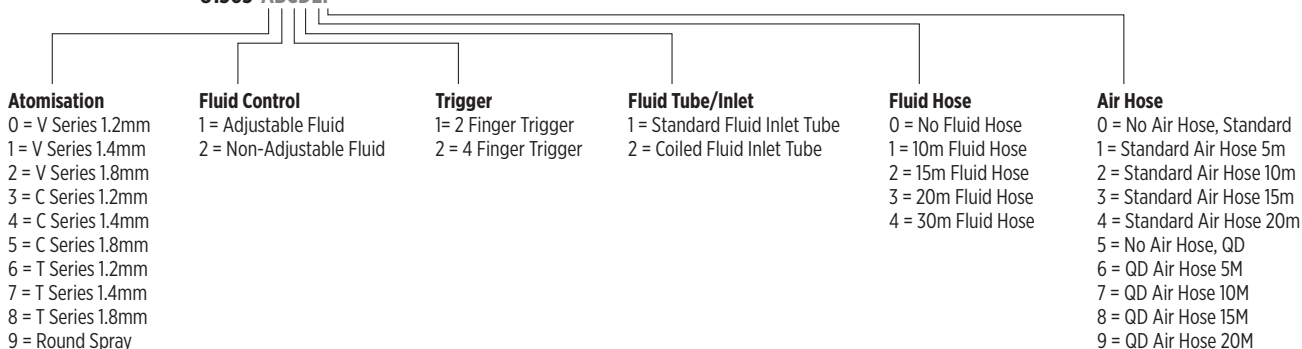 Atomisation
0 = V Series 1.2mm
1 = V Series 1.4mm
2 = V Series 1.8mm
3 = C Series 1.2mm
4 = C Series 1.4mm
5 = C Series 1.8mm
6 = T Series 1.2mm
7 = T Series 1.4mm
8 = T Series 1.8mm
9 = Round Spray
Fluid Control
1 = Adjustable Fluid
2 = Non-Adjustable Fluid
Trigger
1= 2 Finger Trigger
2 = 4 Finger Trigger
Fluid Tube/Inlet
1 = Standard Fluid Inlet Tube
2 = Coiled Fluid Inlet Tube
Fluid Hose
0 = No Fluid Hose
1 = 10m Fluid Hose
2 = 15m Fluid Hose
3 = 20m Fluid Hose
4 = 30m Fluid Hose
Air Hose
0 = No Air Hose, Standard
1 = Standard Air Hose 5m
2 = Standard Air Hose 10m
3 = Standard Air Hose 15m
4 = Standard Air Hose 20m
5 = No Air Hose, QD
6 = QD Air Hose 5M
7 = QD Air Hose 10M
8 = QD Air Hose 15M
9 = QD Air Hose 20M